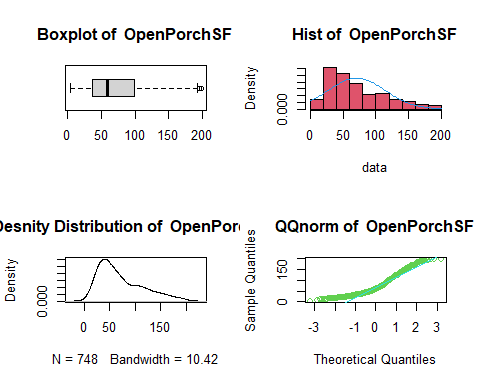 Boxplot of OpenPorchSF
0 50 100 150 200
Hist of OpenPorchSF
Density
0.000
0 50 100 150 200
data
Desnity Distribution of OpenPor
Density
0.000
0 50 150
N = 748 Bandwidth = 10.42
QQnorm of OpenPorchSF
Sample Quantiles
0 150
-3 -1 0 1 2 3
Theoretical Quantiles